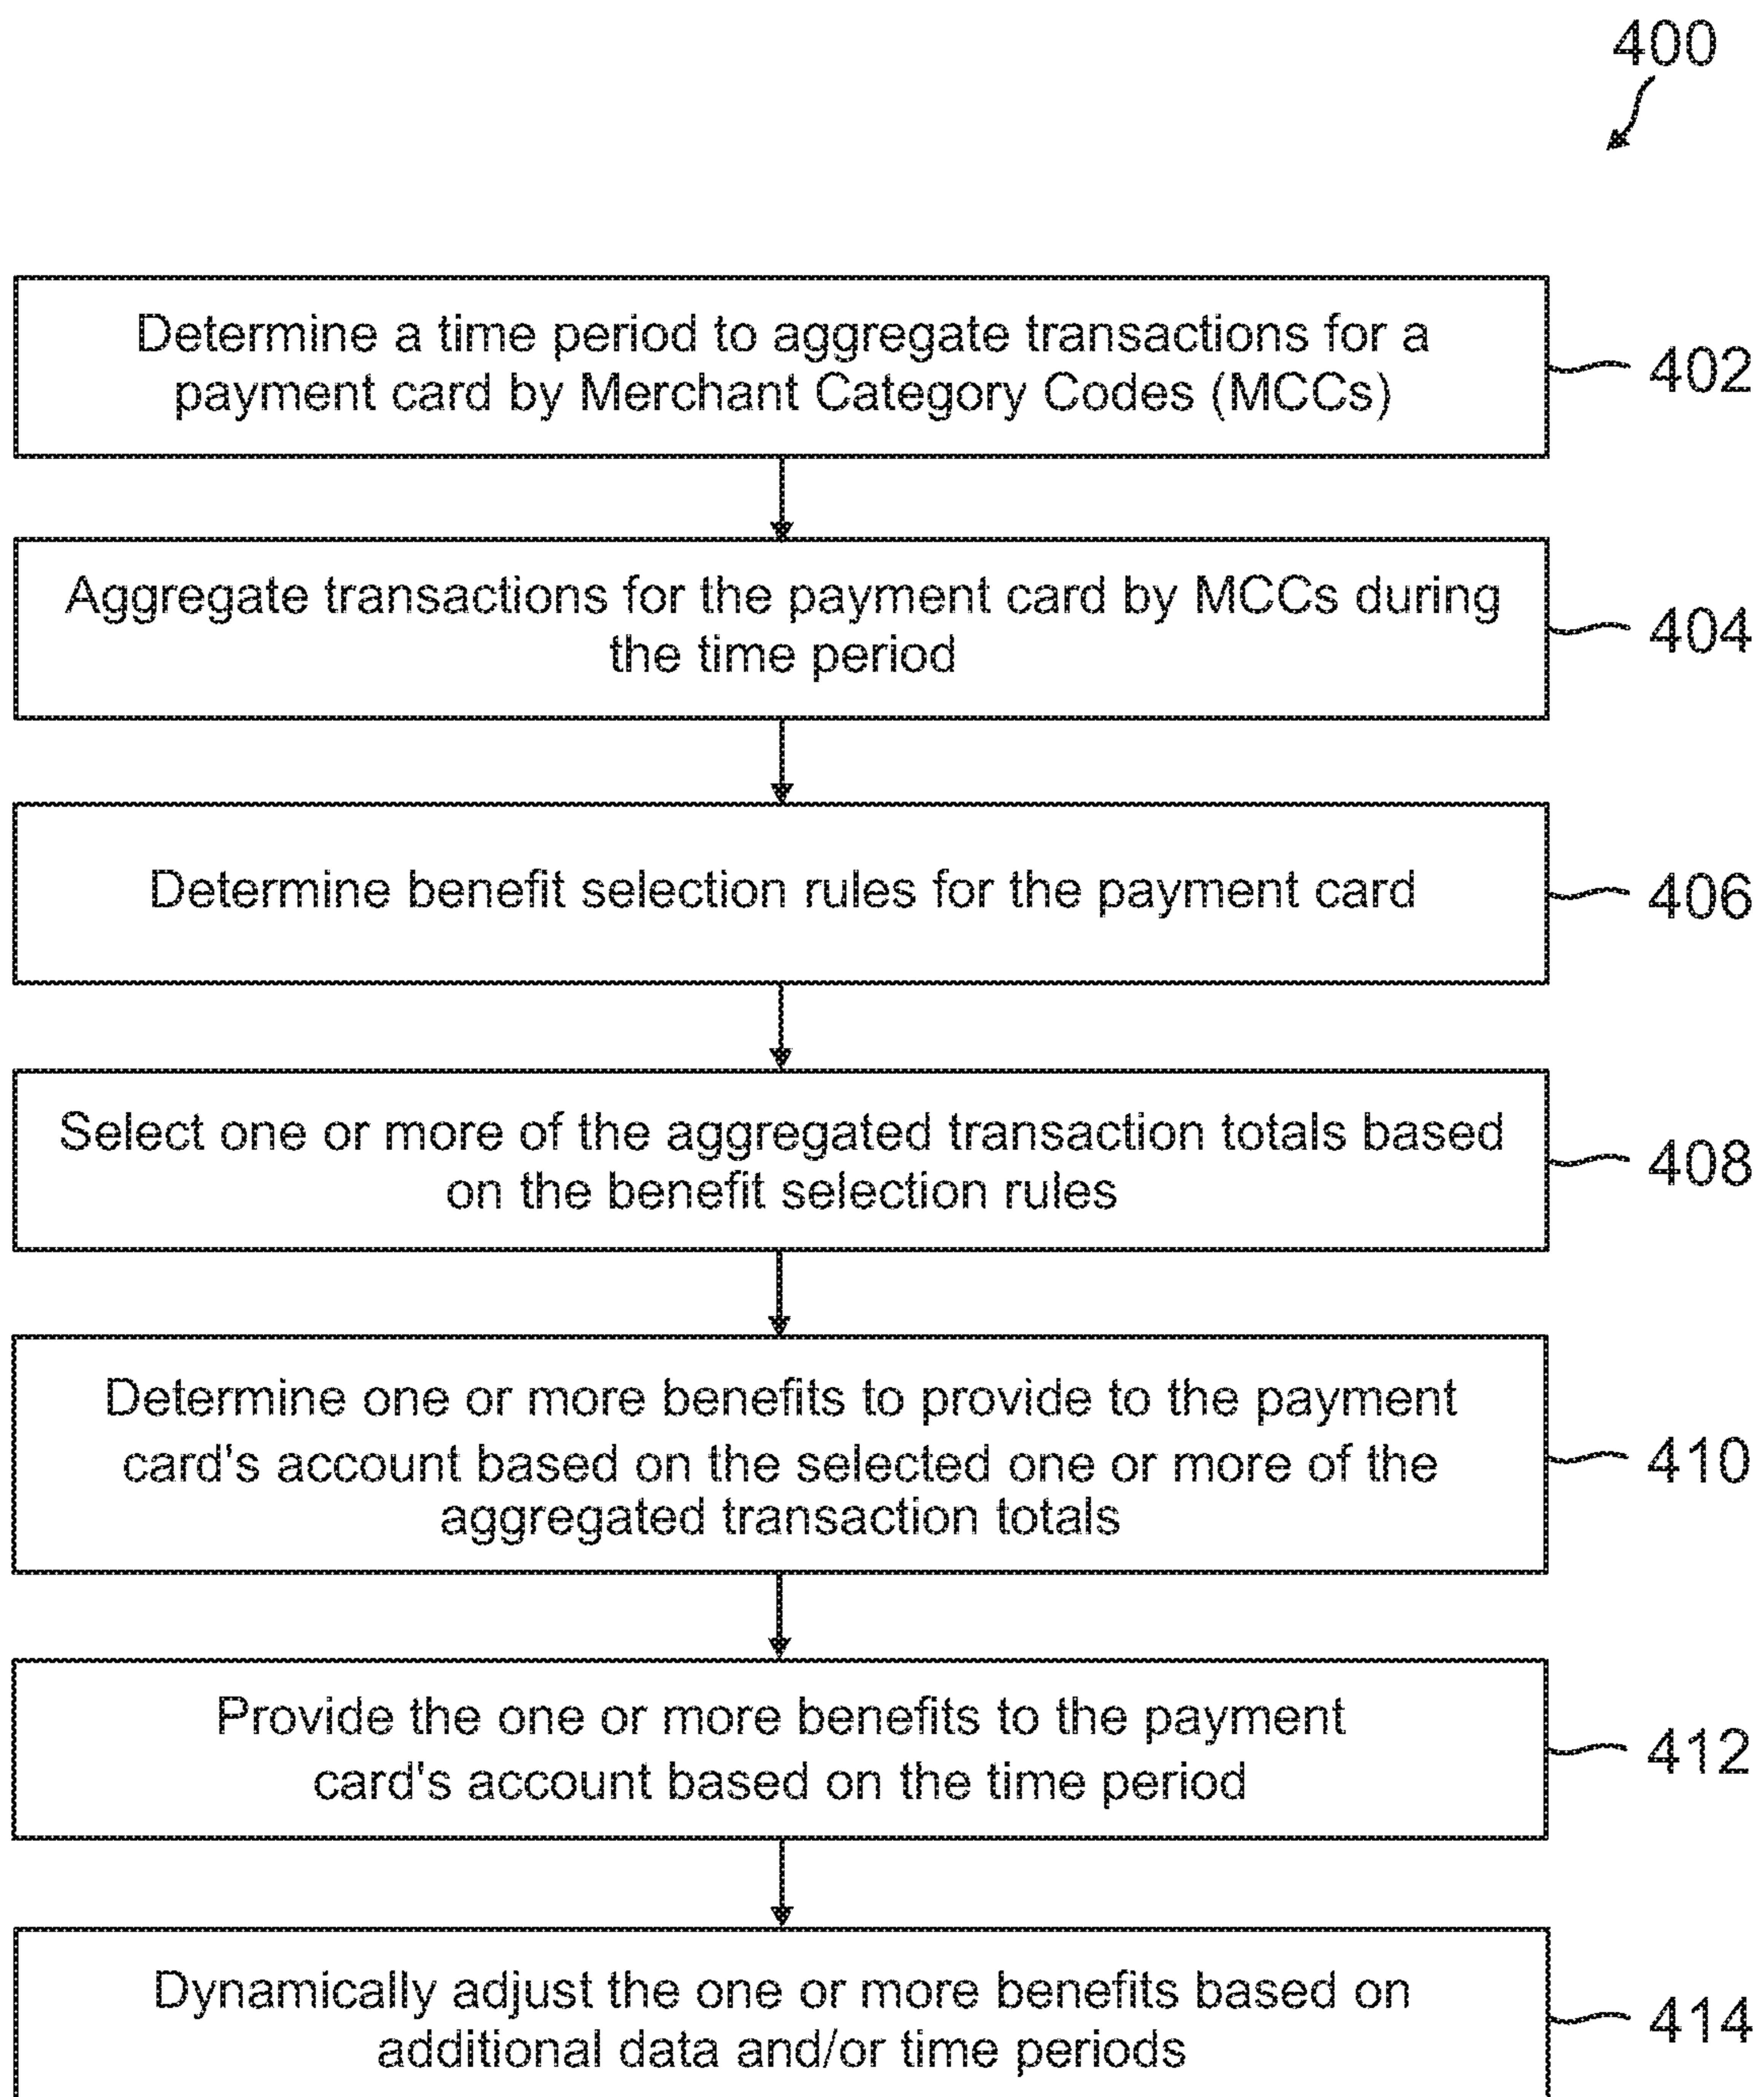 400
Determine a time period to aggregate transactions for a
payment card by Merchant Category Codes (MCCs)
402
Aggregate transactions for the payment card by MCCs during
the time period
404
Determine benefit selection rules for the payment card
406
Select one or more of the aggregated transaction totals based
on the benefit selection rules
408
Determine one or more benefits to provide to the payment
card's account based on the selected one or more of the
aggregated transaction totals
410
Provide the one or more benefits to the payment
card's account based on the time period
412
Dynamically adjust the one or more benefits based on
additional data and/or time periods
414